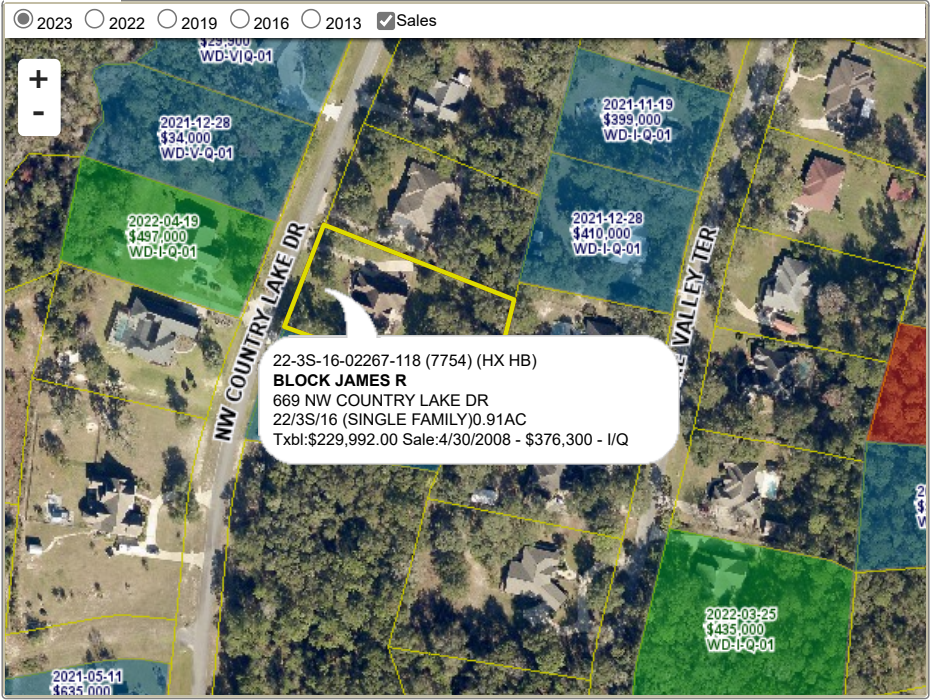 2023 2022 2019 2016 2013 Sales
+
-
$29,900
WD-V|Q-01
2021-12-28
$34,000
WD-V-Q-01
2022-04-19
$497,000
WD-I-Q-01
2021-11-19
$399,000
WD-I-Q-01
2021-12-28
$410,000
WD-I-Q-01
NW COUNTRY LAKE DR
VALLEY TER
22-3S-16-02267-118 (7754) (HX HB)
BLOCK JAMES R
669 NW COUNTRY LAKE DR
22/3S/16 (SINGLE FAMILY)0.91AC
Txbl:$229,992.00 Sale:4/30/2008 - $376,300 - I/Q
2022-03-25
$435,000
WD-I-Q-01
2021-05-11
$635,000